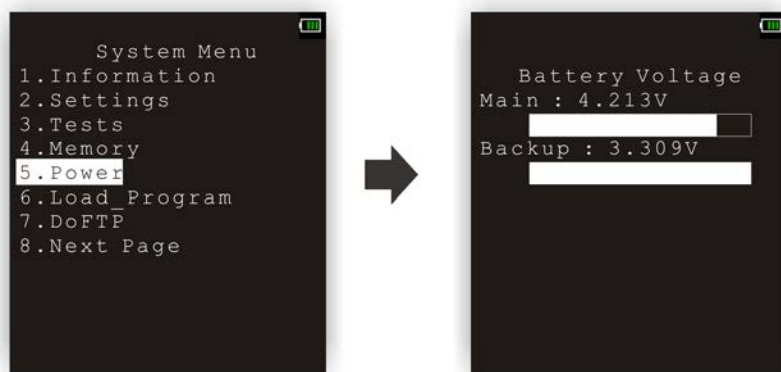 System Menu
1.Information
2.Settings
3.Tests
4.Memory
5.Power
6.Load_Program
7.DoFTP
8.Next Page
Battery Voltage
Main : 4.213V
Backup : 3.309V